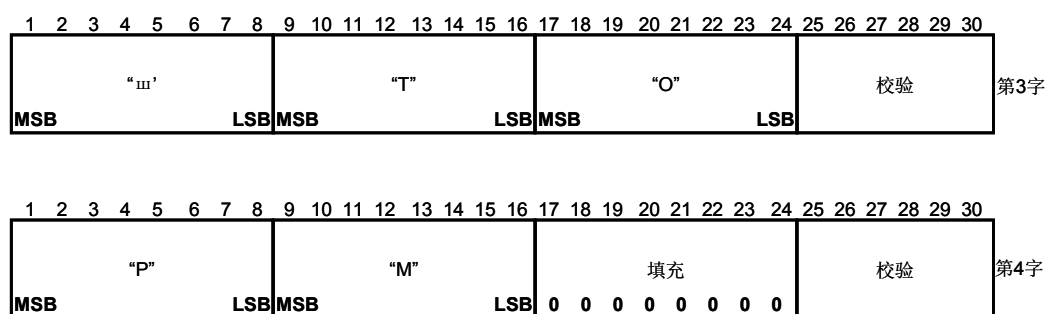 1 2 3 4 5 6 7 8 9 10 11 12 13 14 15 16 17 18 19 20 21 22 23 24 25 26 27 28 29 30
“ш’ “T” “O” 校验 第3字
MSB LSB MSB LSB MSB LSB
1 2 3 4 5 6 7 8 9 10 11 12 13 14 15 16 17 18 19 20 21 22 23 24 25 26 27 28 29 30
“P” “M” 填充 校验 第4字
MSB LSB MSB LSB 0 0 0 0 0 0 0 0